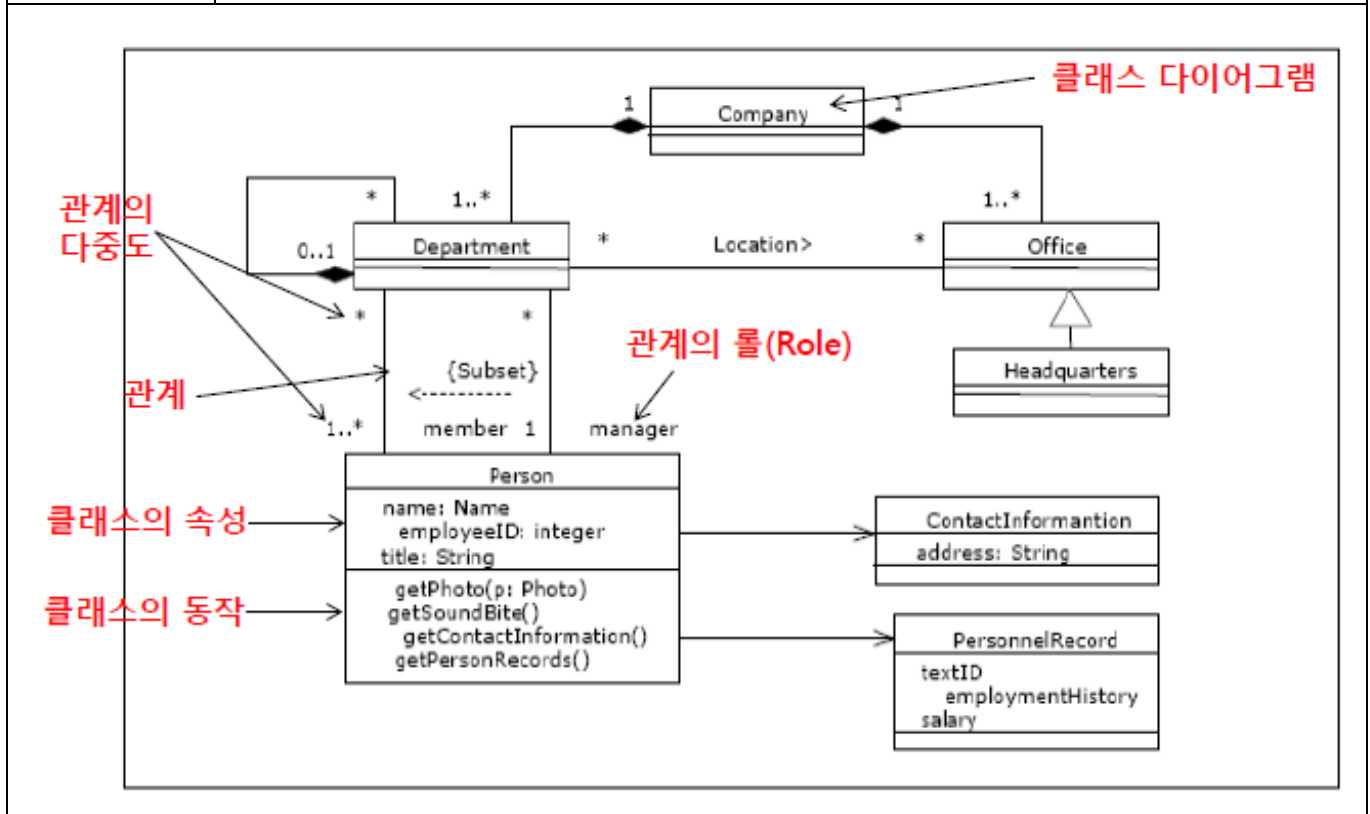 클래스 다이어그램
1
Company
1
관계의
다중도
*
1..*
1..*
0..1
Department
*
Location>
*
Office
*
*
관계의 롤(Role)
{Subset}
Headquarters
관계
<----------
1..*
member
1
manager
Person
클래스의 속성
name: Name
employeeID: integer
title: String
ContactInformantion
address: String
클래스의 동작
getPhoto(p: Photo)
getSoundBite()
getContactInformation()
getPersonRecords()
PersonnelRecord
textID
employmentHistory
salary